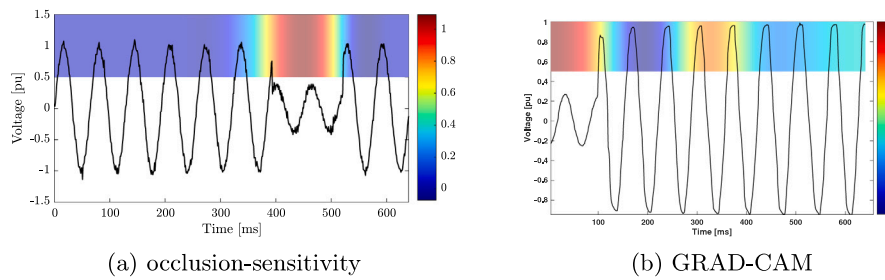 1.5
1
0.5
0
-0.5
-1
-1.5
Voltage [pu]
0 100 200 300 400 500 600
Time [ms]
1
0.8
0.6
0.4
0.2
0
(a) occlusion-sensitivity
1
0.8
0.6
0.4
0.2
0
-0.2
-0.4
-0.6
-0.8
Voltage [pu]
100 200 300 400 500 600
Time [ms]
(b) GRAD-CAM